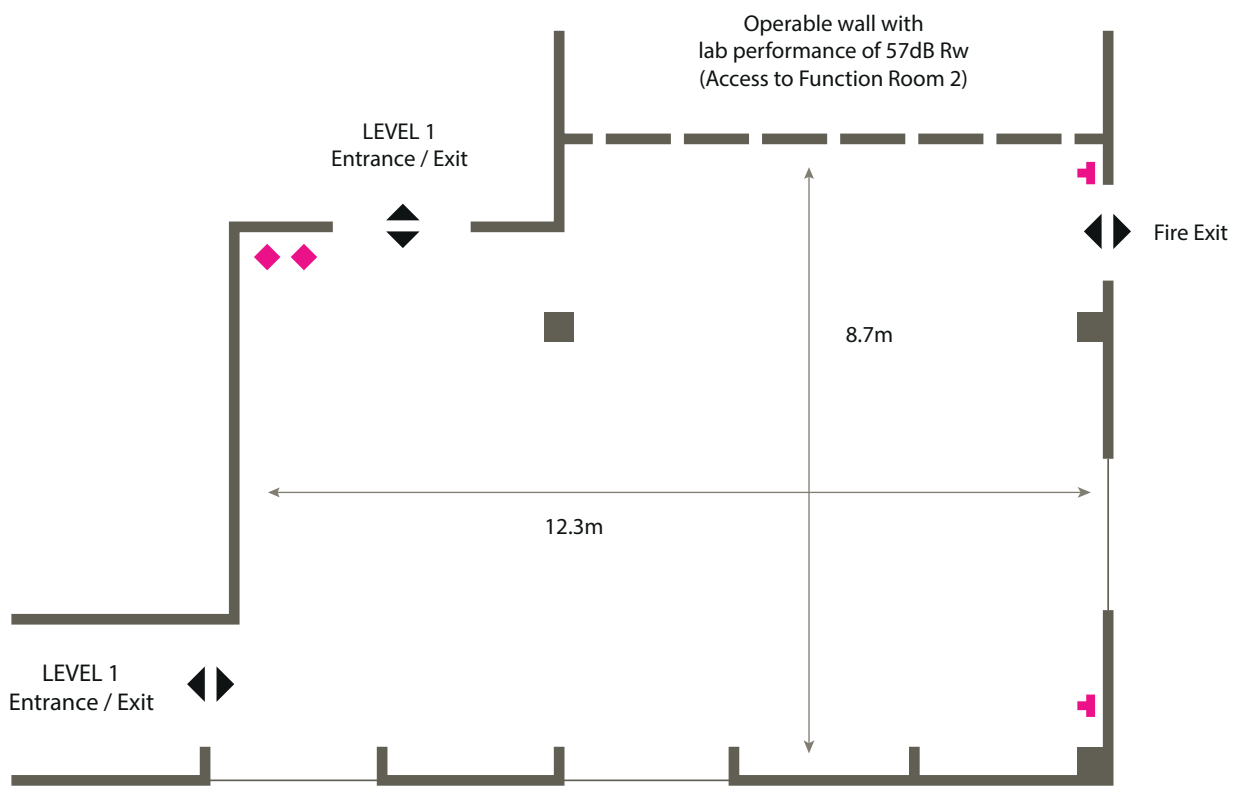 Operable wall with
lab performance of 57dB Rw
(Access to Function Room 2)
LEVEL 1
Entrance / Exit
Fire Exit
8.7m
12.3m
LEVEL 1
Entrance / Exit